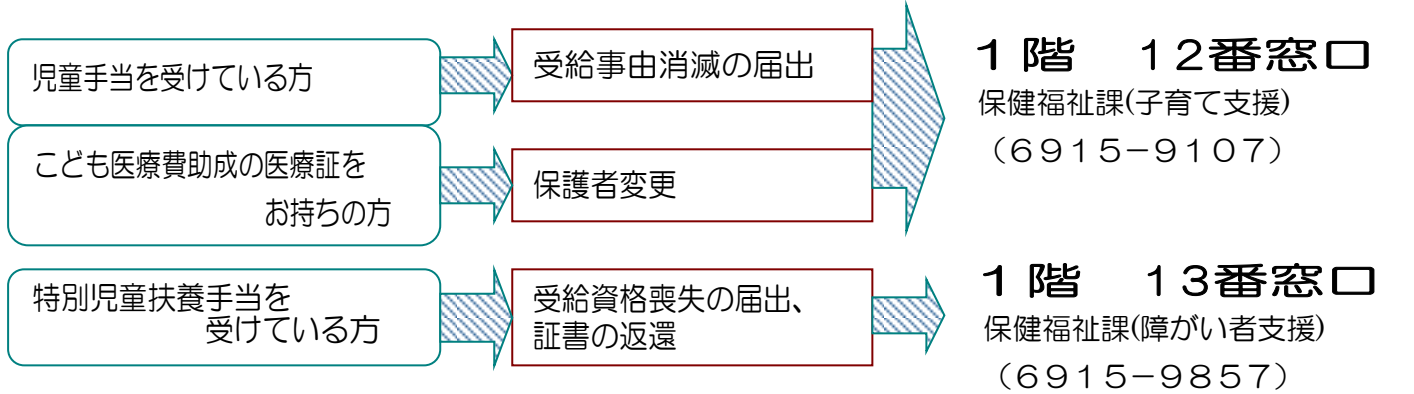 児童手当を受けている方
受給事由消滅の届出
１階　１２番窓口
保健福祉課(子育て支援)
（６９１５－９１０７）
こども医療費助成の医療証を
お持ちの方
保護者変更
特別児童扶養手当を
受けている方
受給資格喪失の届出、
証書の返還
１階　１３番窓口
保健福祉課(障がい者支援)
（６９１５－９８５７）